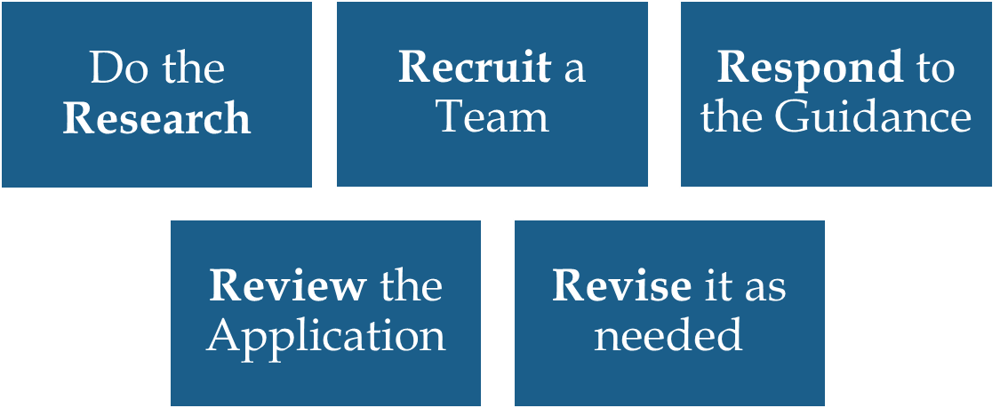 Do the
Research
Recruit a
Team
Respond to
the Guidance
Review the
Application
Revise it as
needed